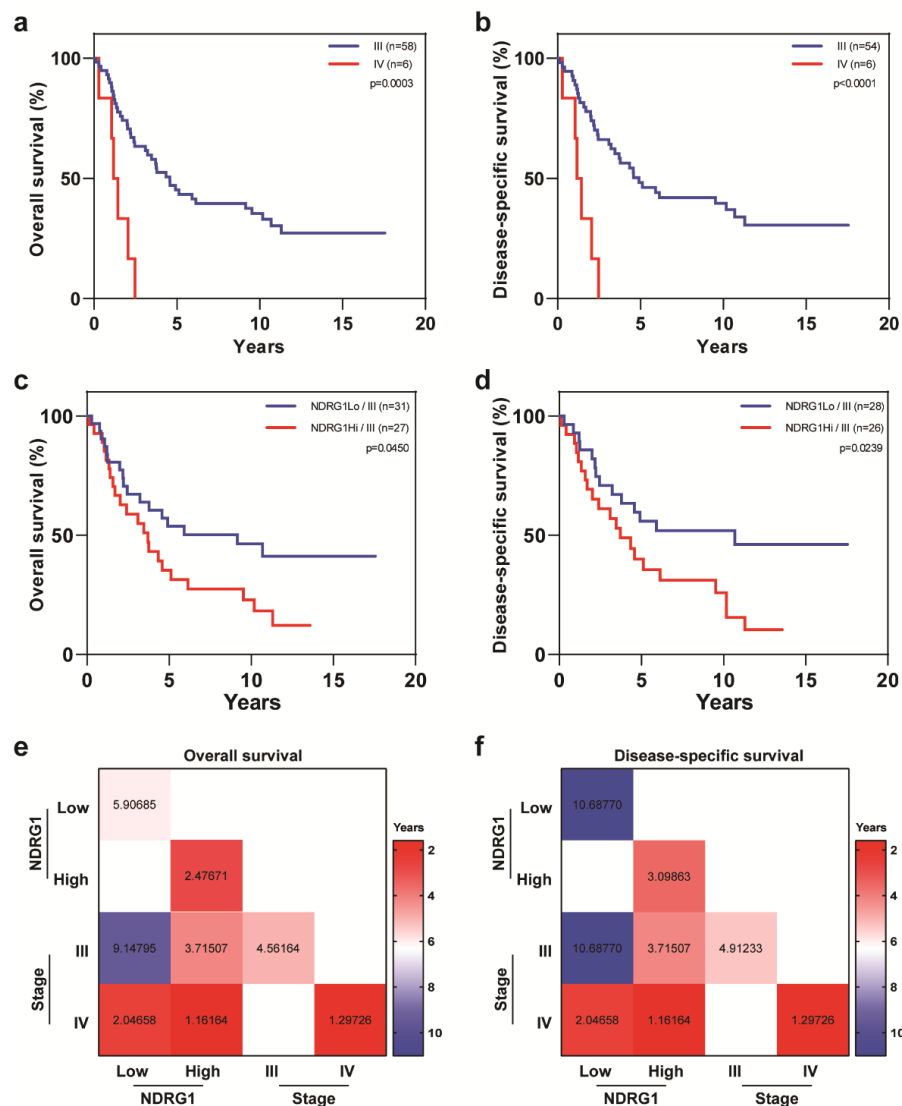 a
III (n=58)
IV (n=6)
p=0.0003
Overall survival (%)
100
50
0
0 5 10 15 20
Years
b
III (n=54)
IV (n=6)
p<0.0001
Disease-specific survival (%)
100
50
0
0 5 10 15 20
Years
c
NDRG1Lo / III (n=31)
NDRG1Hi / III (n=27)
p=0.0450
Overall survival (%)
100
50
0
0 5 10 15 20
Years
d
NDRG1Lo / III (n=28)
NDRG1Hi / III (n=26)
p=0.0239
Disease-specific survival (%)
100
50
0
0 5 10 15 20
Years
e
Overall survival
NDRG1
Low
5.90685
High
2.47671
Stage
III
9.14795 3.71507 4.56164
IV
2.04658 1.16164 1.29726
Low High III IV
NDRG1 Stage
Years
2
4
6
8
10
f
Disease-specific survival
NDRG1
Low
10.68770
High
3.09863
Stage
III
10.68770 3.71507 4.91233
IV
2.04658 1.16164 1.29726
Low High III IV
NDRG1 Stage
Years
2
4
6
8
10